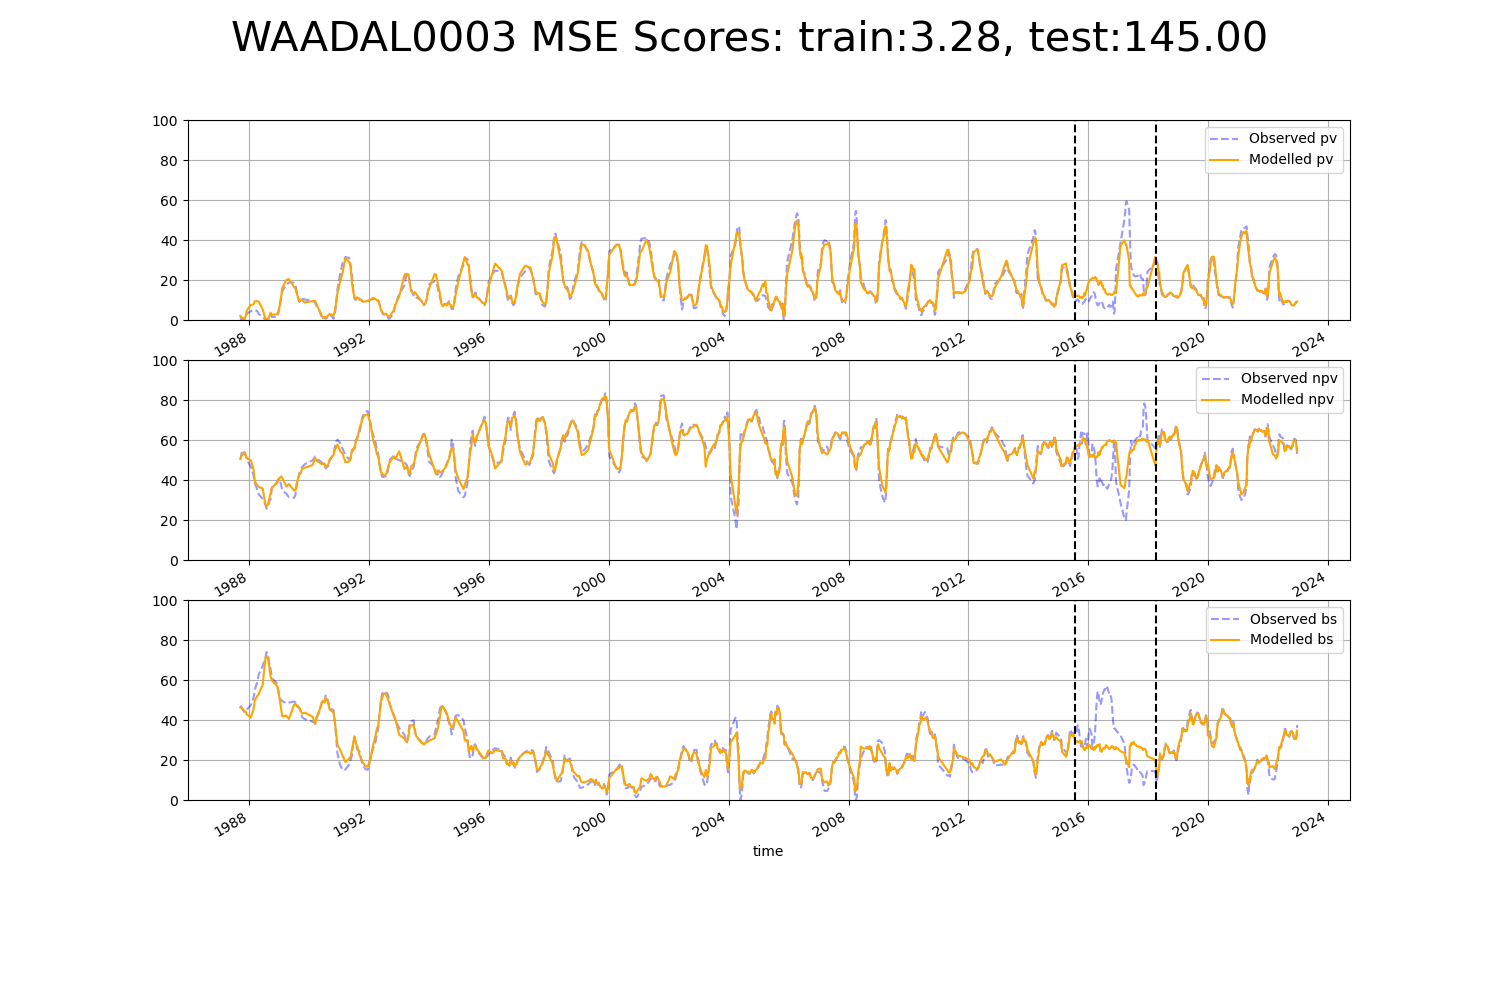 WAADAL0003 MSE Scores: train:3.28, test:145.00
100
80
60
40
20
0
Observed pv
Modelled pv
1988 1992 1996 2000 2004 2008 2012 2016 2020 2024
100
80
60
40
20
0
Observed npv
Modelled npv
1988 1992 1996 2000 2004 2008 2012 2016 2020 2024
100
80
60
40
20
0
Observed bs
Modelled bs
1988 1992 1996 2000 2004 2008 2012 2016 2020 2024
time